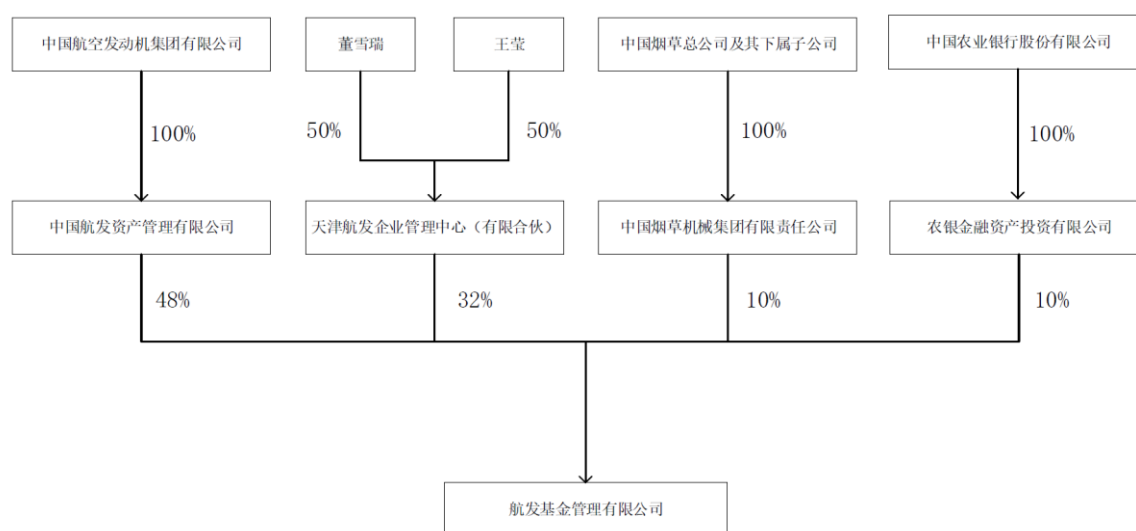 中国航空发动机集团有限公司
董雪瑞
王莹
中国烟草总公司及其下属子公司
中国农业银行股份有限公司
100%
50%
50%
100%
100%
中国航发资产管理有限公司
天津航发企业管理中心（有限合伙）
中国烟草机械集团有限责任公司
农银金融资产投资有限公司
48%
32%
10%
10%
航发基金管理有限公司